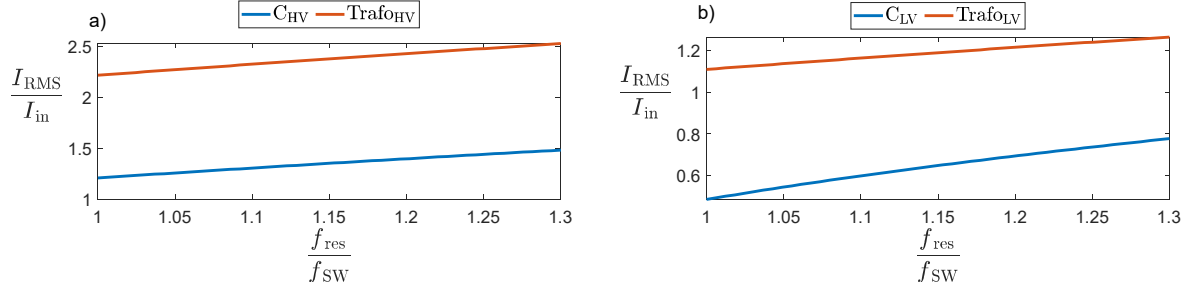 a)
C_HV Trafo_HV
2.5
2
1.5
1
I_RMS
I_in
1 1.05 1.1 1.15 1.2 1.25 1.3
f_res
f_SW
b)
C_LV Trafo_LV
1.2
1
0.8
0.6
I_RMS
I_in
1 1.05 1.1 1.15 1.2 1.25 1.3
f_res
f_SW